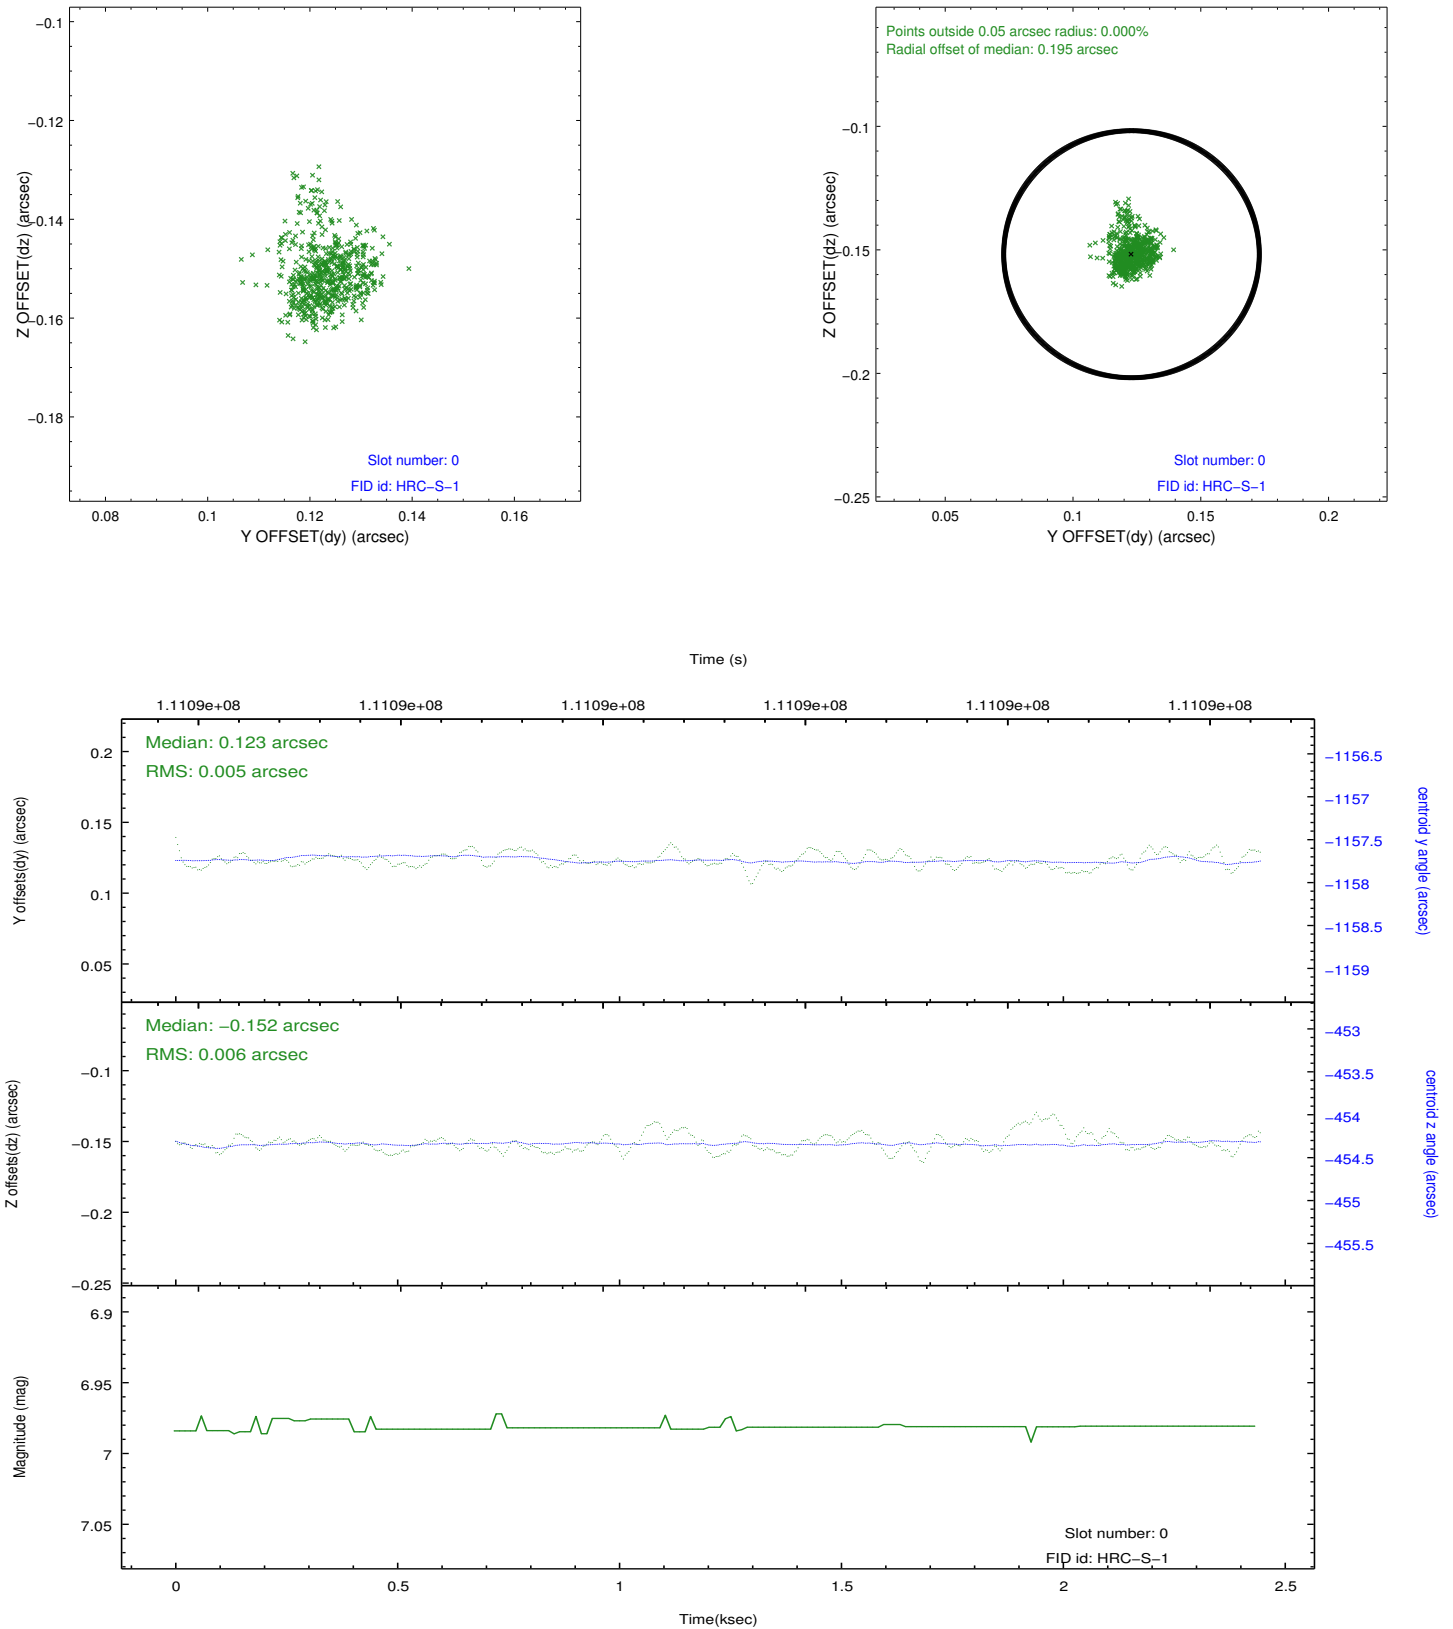 −0.1
−0.12
−0.14
−0.16
−0.18
Z OFFSET(dz) (arcsec)
Slot number: 0
FID id: HRC−S−1
0.08 0.1 0.12 0.14 0.16
Y OFFSET(dy) (arcsec)
Points outside 0.05 arcsec radius: 0.000%
Radial offset of median: 0.195 arcsec
−0.1
−0.15
−0.2
−0.25
Z OFFSET(dz) (arcsec)
Slot number: 0
FID id: HRC−S−1
0.05 0.1 0.15 0.2
Y OFFSET(dy) (arcsec)
Time (s)
1.1109e+08 1.1109e+08 1.1109e+08 1.1109e+08 1.1109e+08 1.1109e+08
Median: 0.123 arcsec
RMS: 0.005 arcsec
0.2
0.15
0.1
0.05
Y offsets(dy) (arcsec)
−1156.5
−1157
−1157.5
−1158
−1158.5
−1159
centroid y angle (arcsec)
Median: −0.152 arcsec
RMS: 0.006 arcsec
−0.1
−0.15
−0.2
−0.25
Z offsets(dz) (arcsec)
−453
−453.5
−454
−454.5
−455
−455.5
centroid z angle (arcsec)
6.9
6.95
7
7.05
Magnitude (mag)
Slot number: 0
FID id: HRC−S−1
0 0.5 1 1.5 2 2.5
Time(ksec)